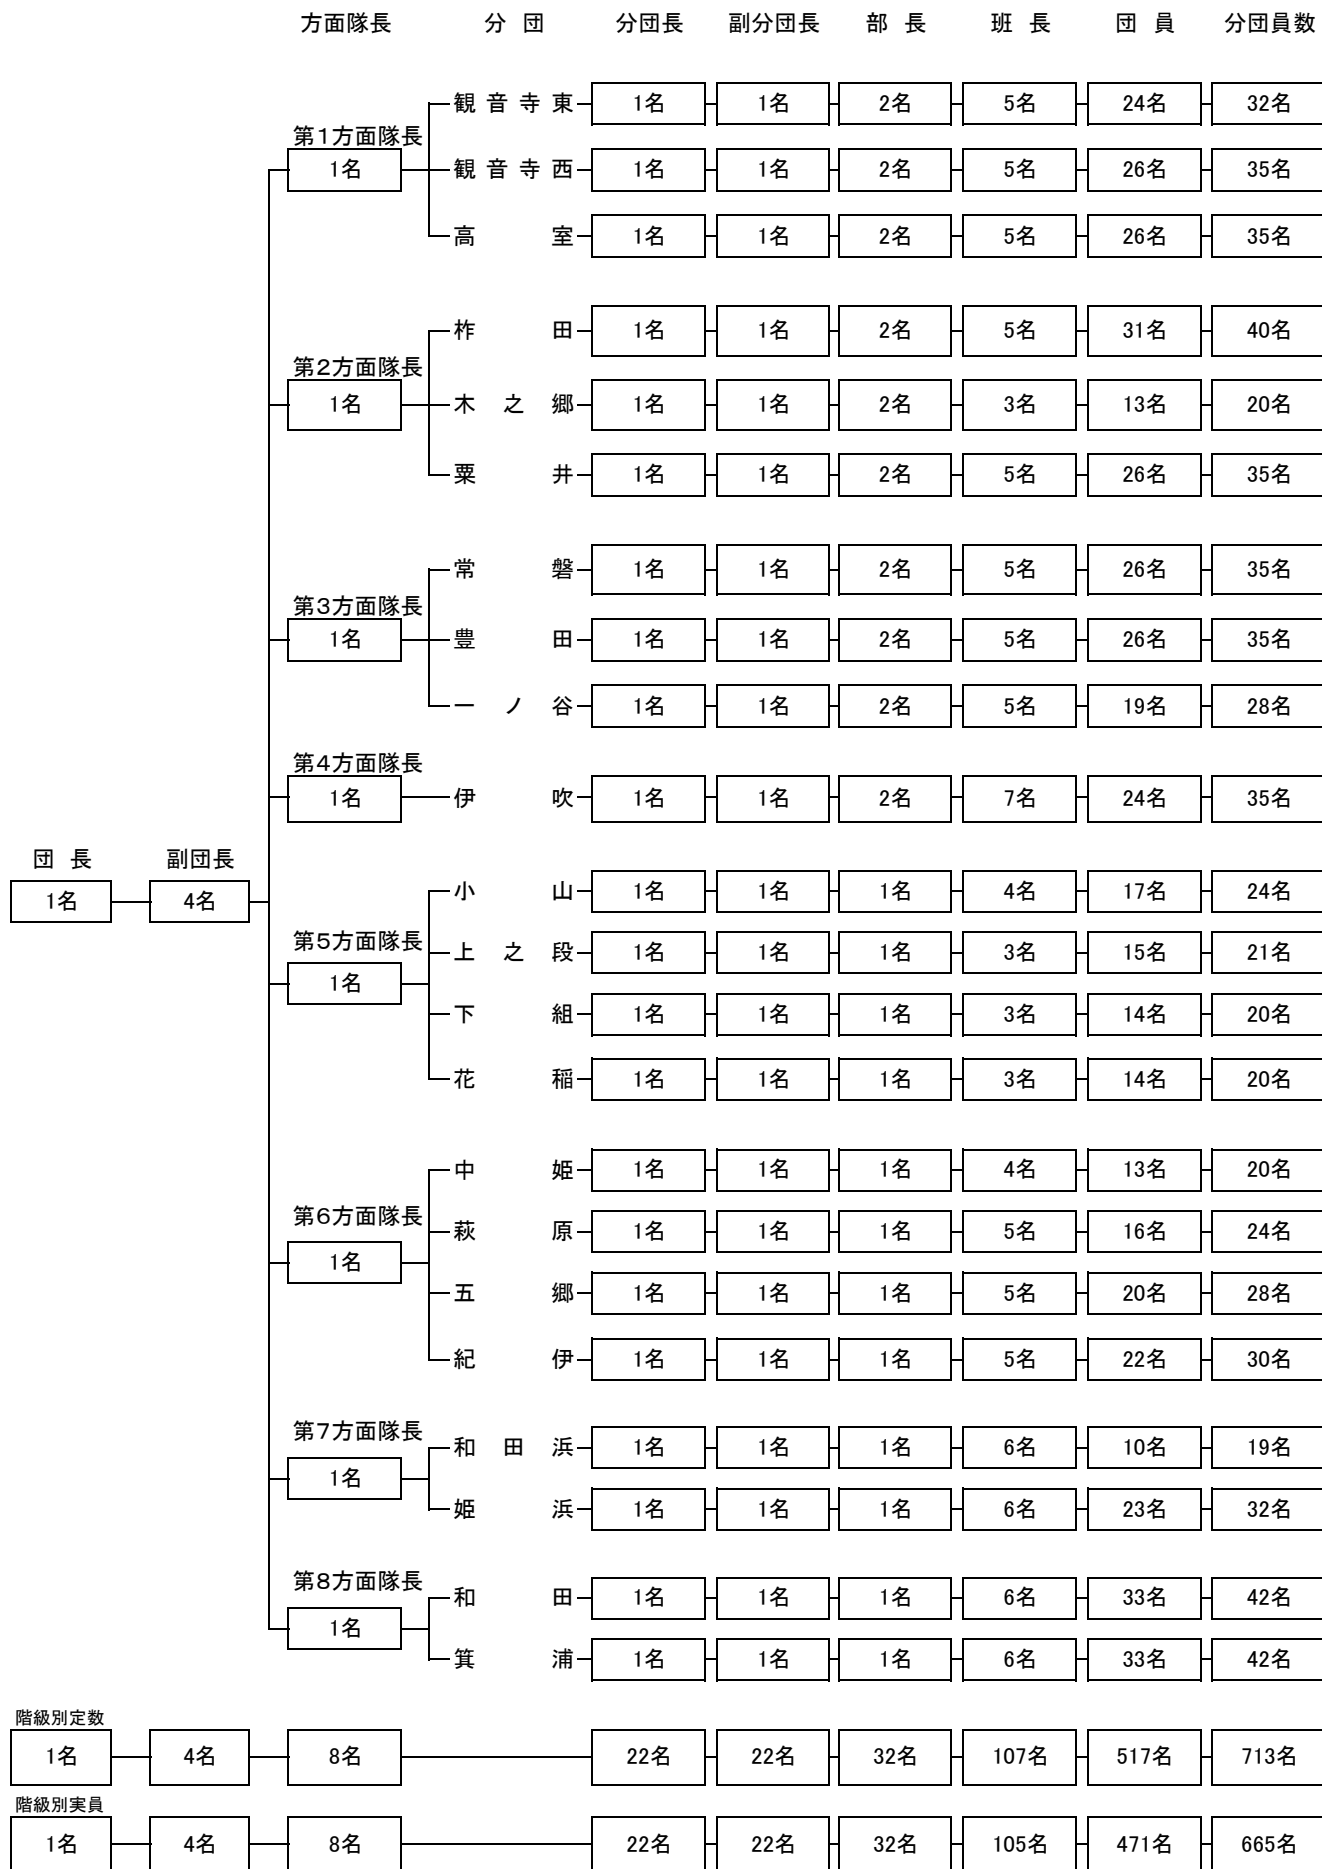 方面隊長 分 団 分団長 副分団長 部 長 班 長 団 員 分団員数
観音寺東 1名 1名 2名 5名 24名 32名
第1方面隊長
1名 観音寺西 1名 1名 2名 5名 26名 35名
高室 1名 1名 2名 5名 26名 35名
柞田 1名 1名 2名 5名 31名 40名
第2方面隊長
1名 木之郷 1名 1名 2名 3名 13名 20名
粟井 1名 1名 2名 5名 26名 35名
常磐 1名 1名 2名 5名 26名 35名
第3方面隊長
1名 豊田 1名 1名 2名 5名 26名 35名
一ノ谷 1名 1名 2名 5名 19名 28名
第4方面隊長
1名 伊吹 1名 1名 2名 7名 24名 35名
団 長 副団長
1名 4名 小山 1名 1名 1名 4名 17名 24名
第5方面隊長
上之段 1名 1名 1名 3名 15名 21名
1名
下組 1名 1名 1名 3名 14名 20名
花稲 1名 1名 1名 3名 14名 20名
中姫 1名 1名 1名 4名 13名 20名
第6方面隊長
萩原 1名 1名 1名 5名 16名 24名
1名
五郷 1名 1名 1名 5名 20名 28名
紀伊 1名 1名 1名 5名 22名 30名
第7方面隊長
和田浜 1名 1名 1名 6名 10名 19名
1名
姫浜 1名 1名 1名 6名 23名 32名
第8方面隊長
和田 1名 1名 1名 6名 33名 42名
1名
箕浦 1名 1名 1名 6名 33名 42名
階級別定数
1名 4名 8名 22名 22名 32名 107名 517名 713名
階級別実員
1名 4名 8名 22名 22名 32名 105名 471名 665名